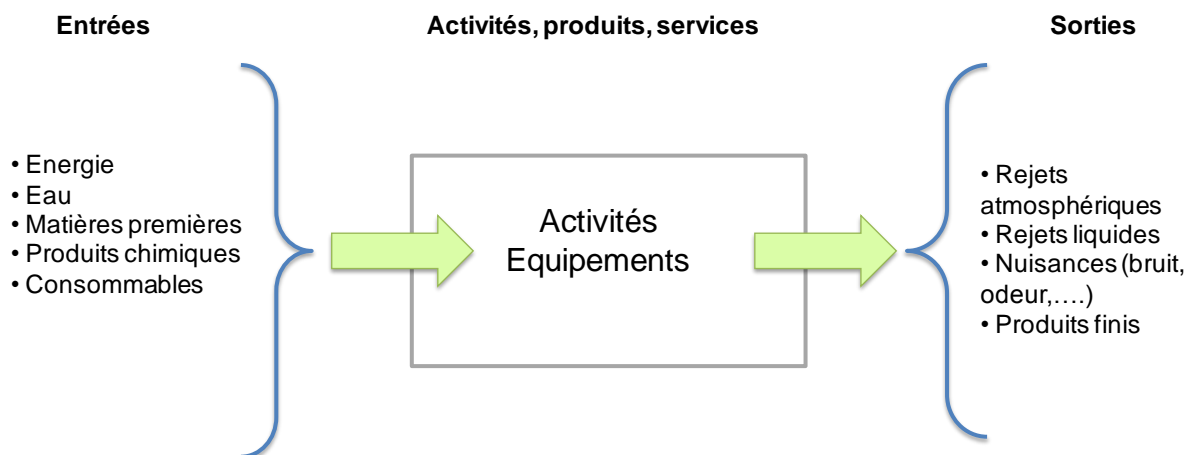 Entrées
Activités, produits, services
Sorties
• Energie
• Eau
• Matières premières
• Produits chimiques
• Consommables
Activités
Equipements
• Rejets
atmosphériques
• Rejets liquides
• Nuisances (bruit,
odeur,….)
• Produits finis